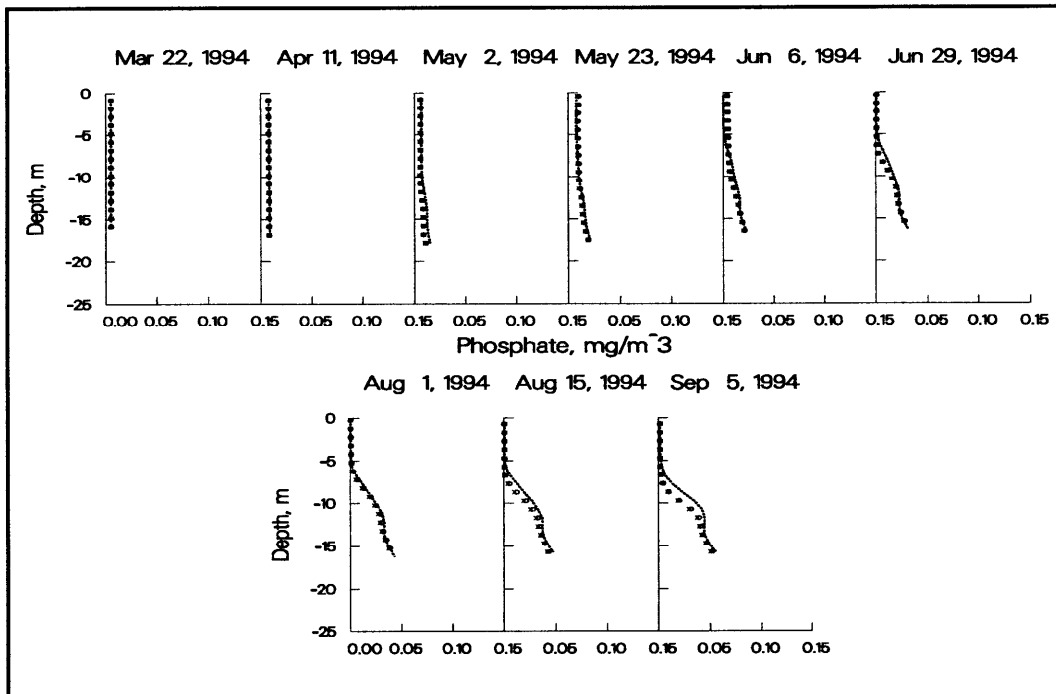 Mar 22, 1994 Apr 11, 1994 May 2, 1994 May 23, 1994 Jun 6, 1994 Jun 29, 1994
0
-5
-10
-15
-20
-25
Depth, m
0.00 0.05 0.10 0.15 0.05 0.10 0.15 0.05 0.10 0.15 0.05 0.10 0.15 0.05 0.10 0.15 0.05 0.10 0.15
Phosphate, mg/m^3
Aug 1, 1994 Aug 15, 1994 Sep 5, 1994
0
-5
-10
-15
-20
-25
Depth, m
0.00 0.05 0.10 0.15 0.05 0.10 0.15 0.05 0.10 0.15